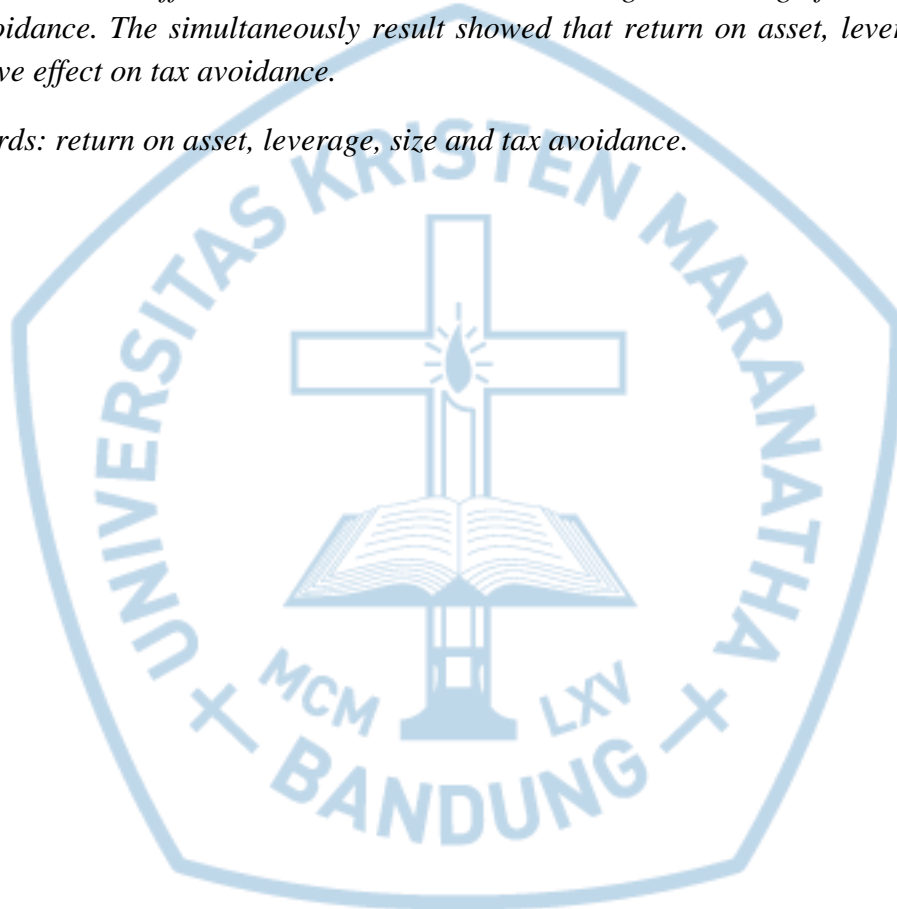 oidance. The simultaneously result showed that return on asset, lever
ve effect on tax avoidance.
rds: return on asset, leverage, size and tax avoidance.
UNIVERSITAS KRISTEN MARANATHA
MCM LXV
BANDUNG